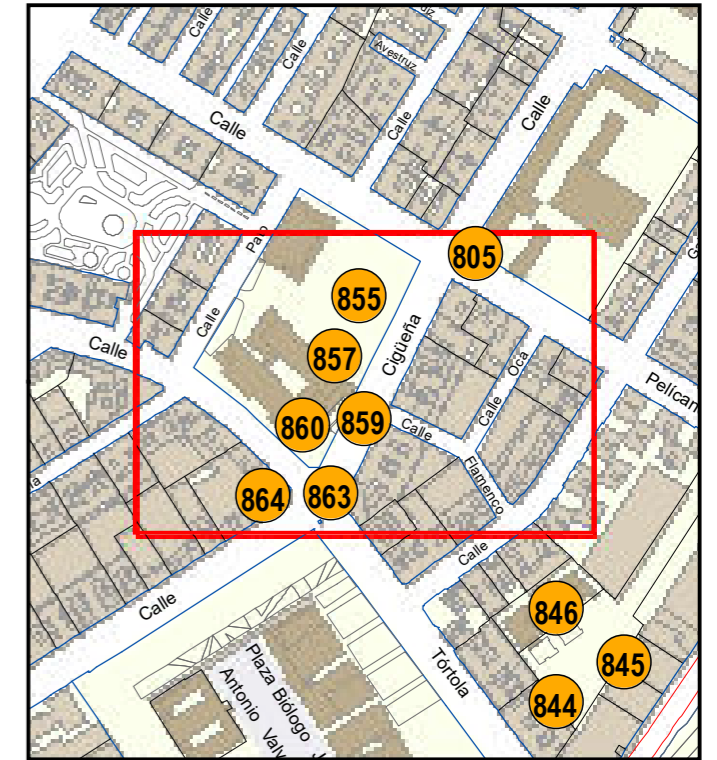 Calle
Calle
Avestruz
Calle
Calle
Calle
Pato
Calle
805
855
Cigüeña
857
Calle
Oca
Calle
Pelícan
860
859
Calle
Flamenco
864
863
Calle
Calle
846
845
844
Tórtola
Plaza Biólogo
Antonio Valv